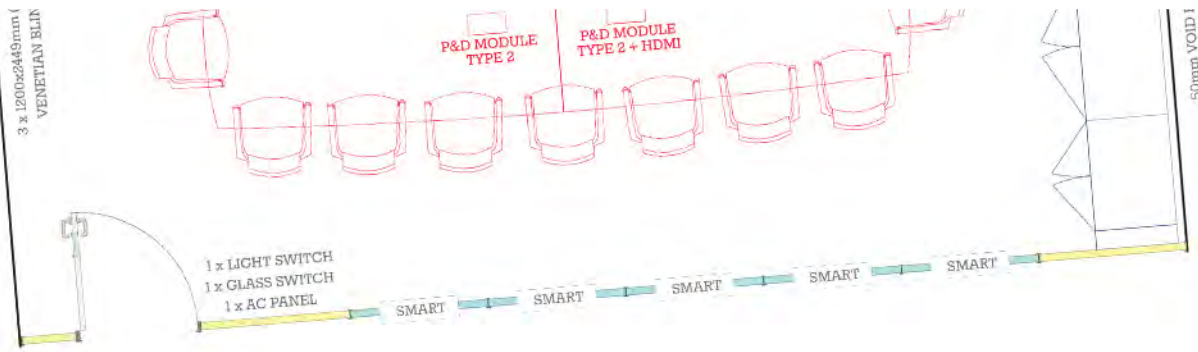 3 x 1200x2449mm (
VENETIAN BLIN
P&D MODULE
TYPE 2
P&D MODULE
TYPE 2 + HDMI
50mm VOID
1 x LIGHT SWITCH
1 x GLASS SWITCH
1 x AC PANEL
SMART
SMART
SMART
SMART
SMART